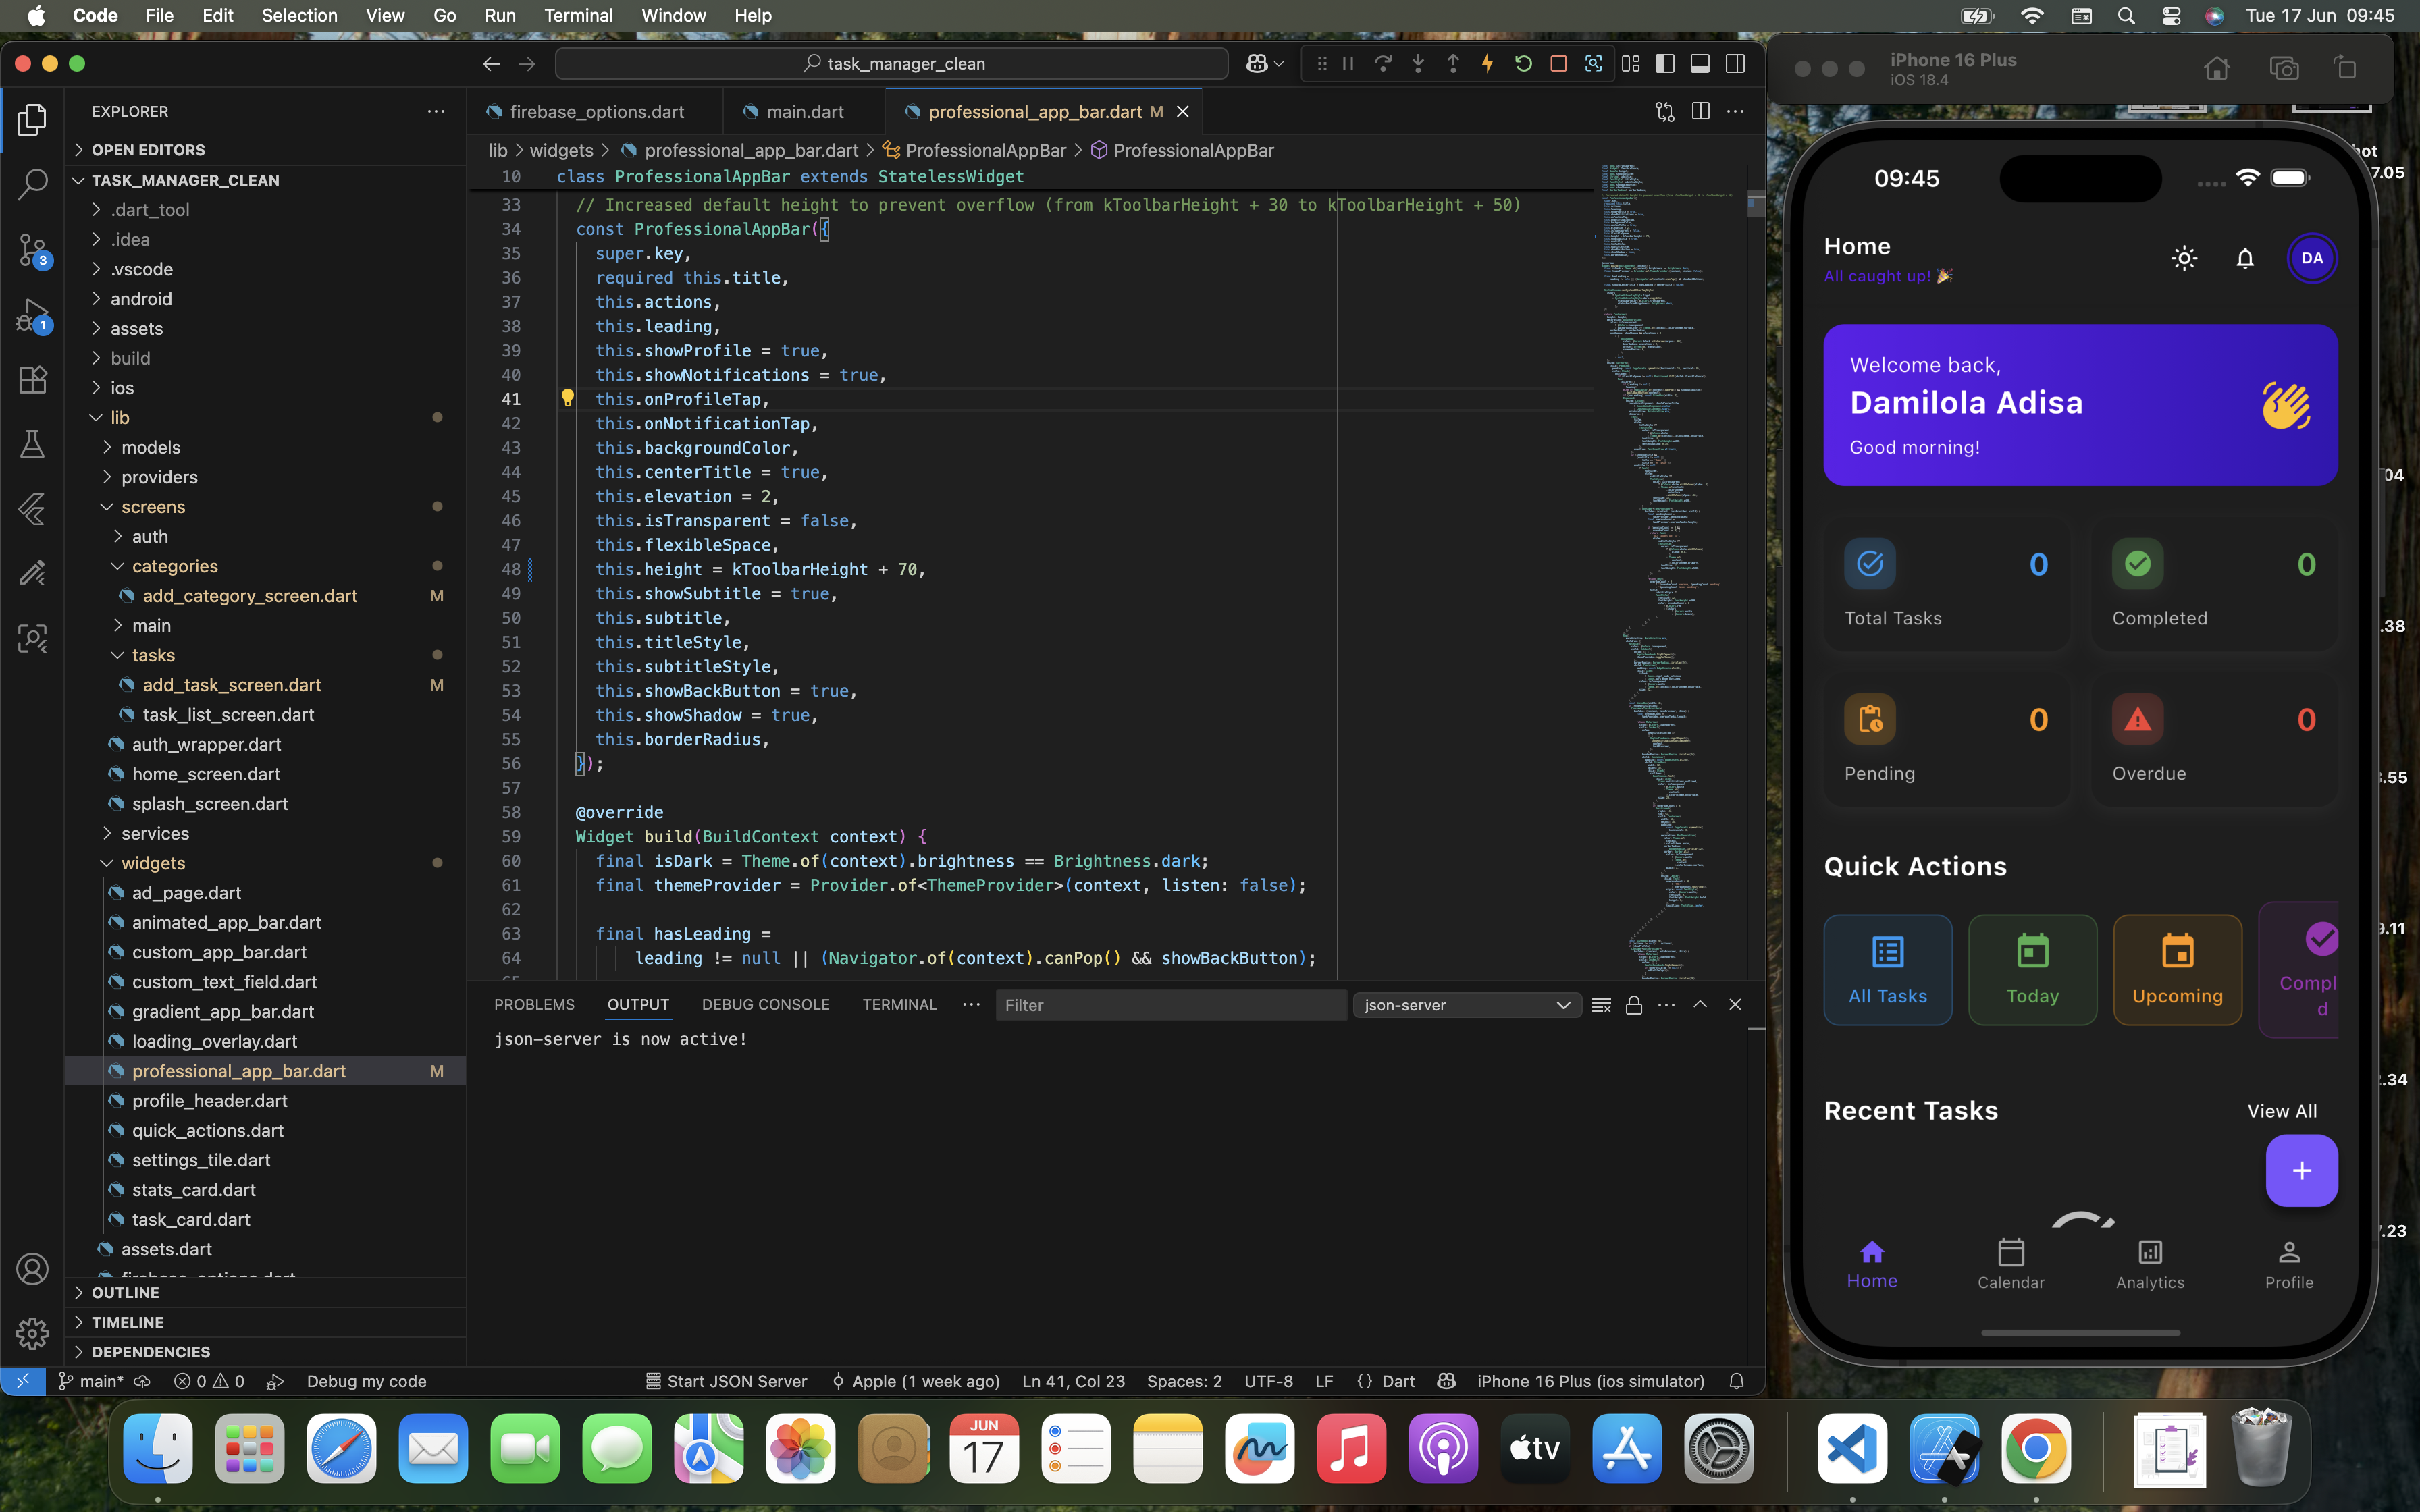 Code File Edit Selection View Go Run Terminal Window Help
Tue 17 Jun 09:45
task_manager_clean
EXPLORER
OPEN EDITORS
TASK_MANAGER_CLEAN
.dart_tool
.idea
.vscode
android
assets
build
ios
lib
models
providers
screens
auth
categories
add_category_screen.dart M
main
tasks
add_task_screen.dart M
task_list_screen.dart
auth_wrapper.dart
home_screen.dart
splash_screen.dart
services
widgets
ad_page.dart
animated_app_bar.dart
custom_app_bar.dart
custom_text_field.dart
gradient_app_bar.dart
loading_overlay.dart
professional_app_bar.dart M
profile_header.dart
quick_actions.dart
settings_tile.dart
stats_card.dart
task_card.dart
assets.dart
OUTLINE
TIMELINE
DEPENDENCIES
3
1
firebase_options.dart main.dart professional_app_bar.dart M
lib > widgets > professional_app_bar.dart > ProfessionalAppBar > ProfessionalAppBar
10 class ProfessionalAppBar extends StatelessWidget
33 // Increased default height to prevent overflow (from kToolbarHeight + 30 to kToolbarHeight + 50)
34 const ProfessionalAppBar({
35 super.key,
36 required this.title,
37 this.actions,
38 this.leading,
39 this.showProfile = true,
40 this.showNotifications = true,
41 this.onProfileTap,
42 this.onNotificationTap,
43 this.backgroundColor,
44 this.centerTitle = true,
45 this.elevation = 2,
46 this.isTransparent = false,
47 this.flexibleSpace,
48 this.height = kToolbarHeight + 70,
49 this.showSubtitle = true,
50 this.subtitle,
51 this.titleStyle,
52 this.subtitleStyle,
53 this.showBackButton = true,
54 this.showShadow = true,
55 this.borderRadius,
56 });
57
58 @override
59 Widget build(BuildContext context) {
60 final isDark = Theme.of(context).brightness == Brightness.dark;
61 final themeProvider = Provider.of<ThemeProvider>(context, listen: false);
62
63 final hasLeading =
64 leading != null || (Navigator.of(context).canPop() && showBackButton);
PROBLEMS OUTPUT DEBUG CONSOLE TERMINAL ··· Filter json-server
json-server is now active!
main* 0 0 Debug my code Start JSON Server Apple (1 week ago) Ln 41, Col 23 Spaces: 2 UTF-8 LF {} Dart iPhone 16 Plus (ios simulator)
iPhone 16 Plus
iOS 18.4
09:45
Home
All caught up! 🎉
DA
Welcome back,
Damilola Adisa
Good morning!
0
Total Tasks
0
Completed
0
Pending
0
Overdue
Quick Actions
All Tasks
Today
Upcoming
Compl
d
Recent Tasks
View All
+
Home
Calendar
Analytics
Profile
7.05
04
.38
.55
.11
.34
.23
JUN
17
tv